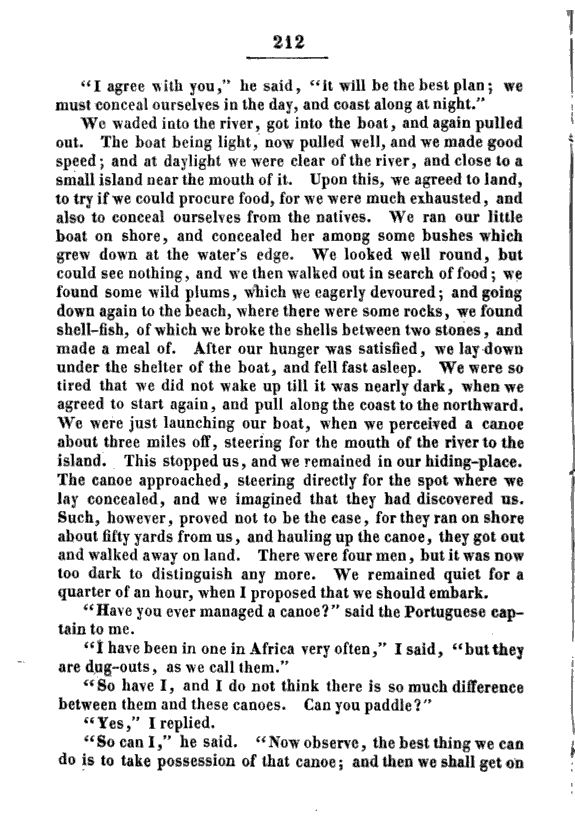 212
“I agree with you,” he said, “it will be the best plan; we
must conceal ourselves in the day, and coast along at night.”
We waded into the river, got into the boat, and again pulled
out. The boat being light, now pulled well, and we made good
speed; and at daylight we were clear of the river, and close to a
small island near the mouth of it. Upon this, we agreed to land,
to try if we could procure food, for we were much exhausted, and
also to conceal ourselves from the natives. We ran our little
boat on shore, and concealed her among some bushes which
grew down at the water's edge. We looked well round, but
could see nothing, and we then walked out in search of food; we
found some wild plums, which we eagerly devoured; and going
down again to the beach, where there were some rocks, we found
shell-fish, of which we broke the shells between two stones, and
made a meal of. After our hunger was satisfied, we lay down
under the shelter of the boat, and fell fast asleep. We were so
tired that we did not wake up till it was nearly dark, when we
agreed to start again, and pull along the coast to the northward.
We were just launching our boat, when we perceived a canoe
about three miles off, steering for the mouth of the river to the
island. This stopped us, and we remained in our hiding-place.
The canoe approached, steering directly for the spot where we
lay concealed, and we imagined that they had discovered us.
Such, however, proved not to be the case, for they ran on shore
about fifty yards from us, and hauling up the canoe, they got out
and walked away on land. There were four men, but it was now
too dark to distinguish any more. We remained quiet for a
quarter of an hour, when I proposed that we should embark.
“Have you ever managed a canoe?” said the Portuguese cap-
tain to me.
“I have been in one in Africa very often,” I said, “but they
are dug-outs, as we call them.”
“So have I, and I do not think there is so much difference
between them and these canoes. Can you paddle?”
“Yes,” I replied.
“So can I,” he said. “Now observe, the best thing we can
do is to take possession of that canoe; and then we shall get on